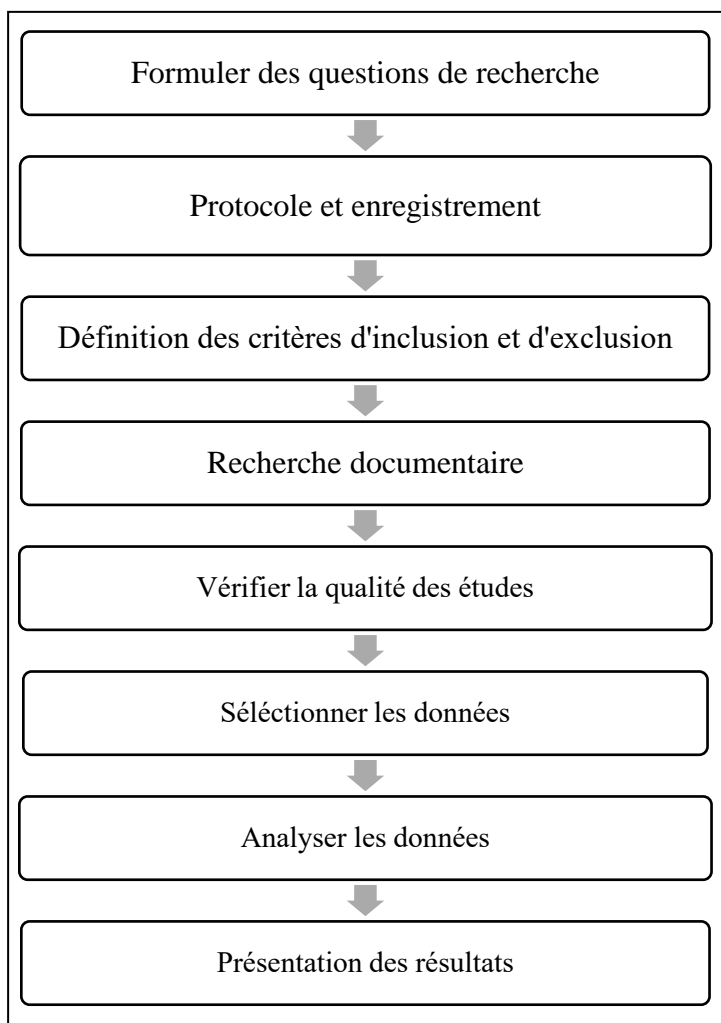 Formuler des questions de recherche
Protocole et enregistrement
Définition des critères d'inclusion et d'exclusion
Recherche documentaire
Vérifier la qualité des études
Séléctionner les données
Analyser les données
Présentation des résultats